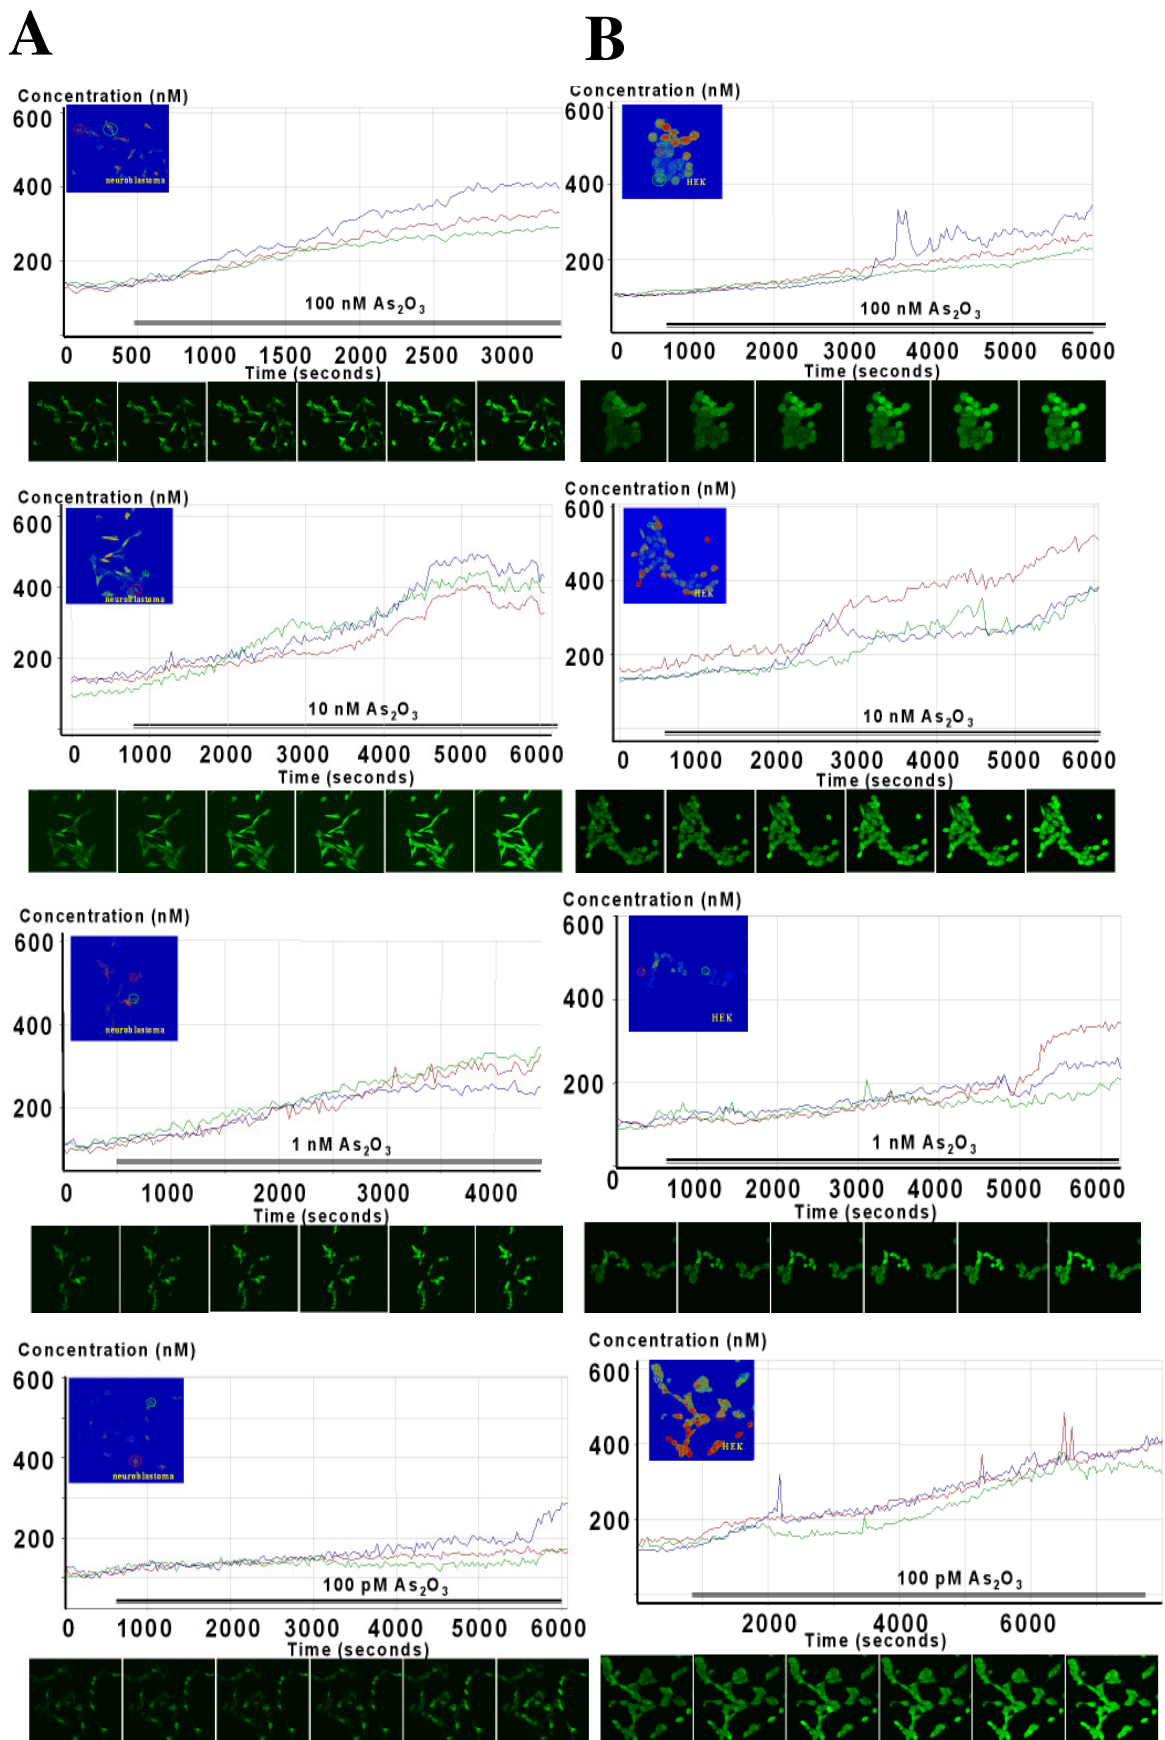 A
B
Concentration (nM)
600
400
200
neuroblastoma
100 nM As₂O₃
0 500 1000 1500 2000 2500 3000
Time (seconds)
Concentration (nM)
600
400
200
HEK
100 nM As₂O₃
0 1000 2000 3000 4000 5000 6000
Time (seconds)
Concentration (nM)
600
400
200
neuroblastoma
10 nM As₂O₃
0 1000 2000 3000 4000 5000 6000
Time (seconds)
Concentration (nM)
600
400
200
HEK
10 nM As₂O₃
0 1000 2000 3000 4000 5000 6000
Time (seconds)
Concentration (nM)
600
400
200
neuroblastoma
1 nM As₂O₃
0 1000 2000 3000 4000
Time (seconds)
Concentration (nM)
600
400
200
HEK
1 nM As₂O₃
0 1000 2000 3000 4000 5000 6000
Time (seconds)
Concentration (nM)
600
400
200
neuroblastoma
100 pM As₂O₃
0 1000 2000 3000 4000 5000 6000
Time (seconds)
Concentration (nM)
600
400
200
HEK
100 pM As₂O₃
2000 4000 6000
Time (seconds)